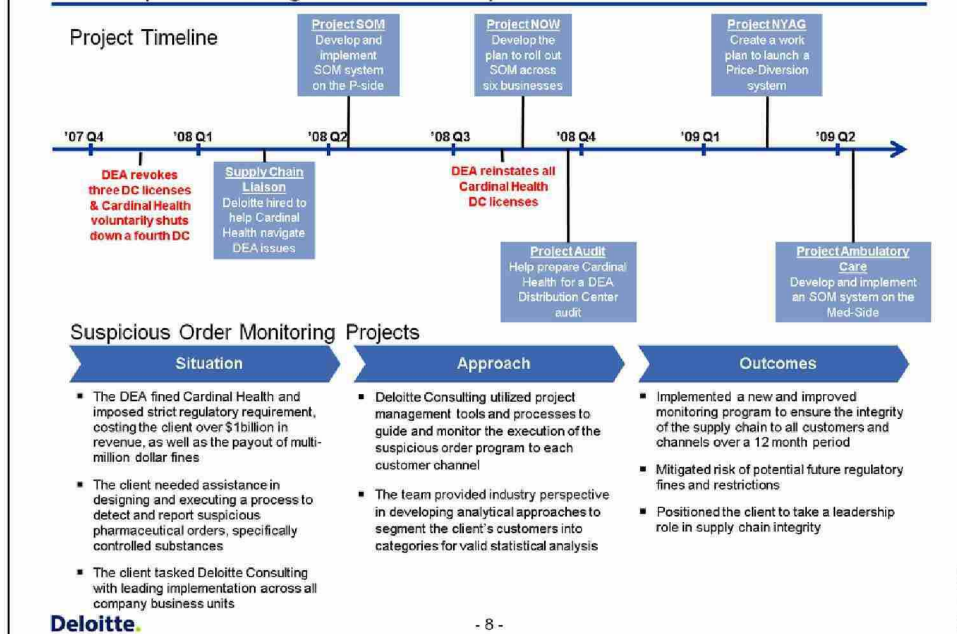 Project Timeline
Project SOM
Develop and
implement
SOM system
on the P-side
Project NOW
Develop the
plan to roll out
SOM across
six businesses
Project NYAG
Create a work
plan to launch a
Price-Diversion
system
'07 Q4
'08 Q1
'08 Q2
'08 Q3
'08 Q4
'09 Q1
'09 Q2
DEA revokes
three DC licenses
& Cardinal Health
voluntarily shuts
down a fourth DC
Supply Chain
Liaison
Deloitte hired to
help Cardinal
Health navigate
DEA issues
DEA reinstates all
Cardinal Health
DC licenses
Project Audit
Help prepare Cardinal
Health for a DEA
Distribution Center
audit
Project Ambulatory
Care
Develop and implement
an SOM system on the
Med-Side
Suspicious Order Monitoring Projects
Situation
▪ The DEA fined Cardinal Health and
imposed strict regulatory requirement,
costing the client over $1billion in
revenue, as well as the payout of multi-
million dollar fines
▪ The client needed assistance in
designing and executing a process to
detect and report suspicious
pharmaceutical orders, specifically
controlled substances
▪ The client tasked Deloitte Consulting
with leading implementation across all
company business units
Approach
▪ Deloitte Consulting utilized project
management tools and processes to
guide and monitor the execution of the
suspicious order program to each
customer channel
▪ The team provided industry perspective
in developing analytical approaches to
segment the client's customers into
categories for valid statistical analysis
Outcomes
▪ Implemented a new and improved
monitoring program to ensure the integrity
of the supply chain to all customers and
channels over a 12 month period
▪ Mitigated risk of potential future regulatory
fines and restrictions
▪ Positioned the client to take a leadership
role in supply chain integrity
Deloitte.
- 8 -